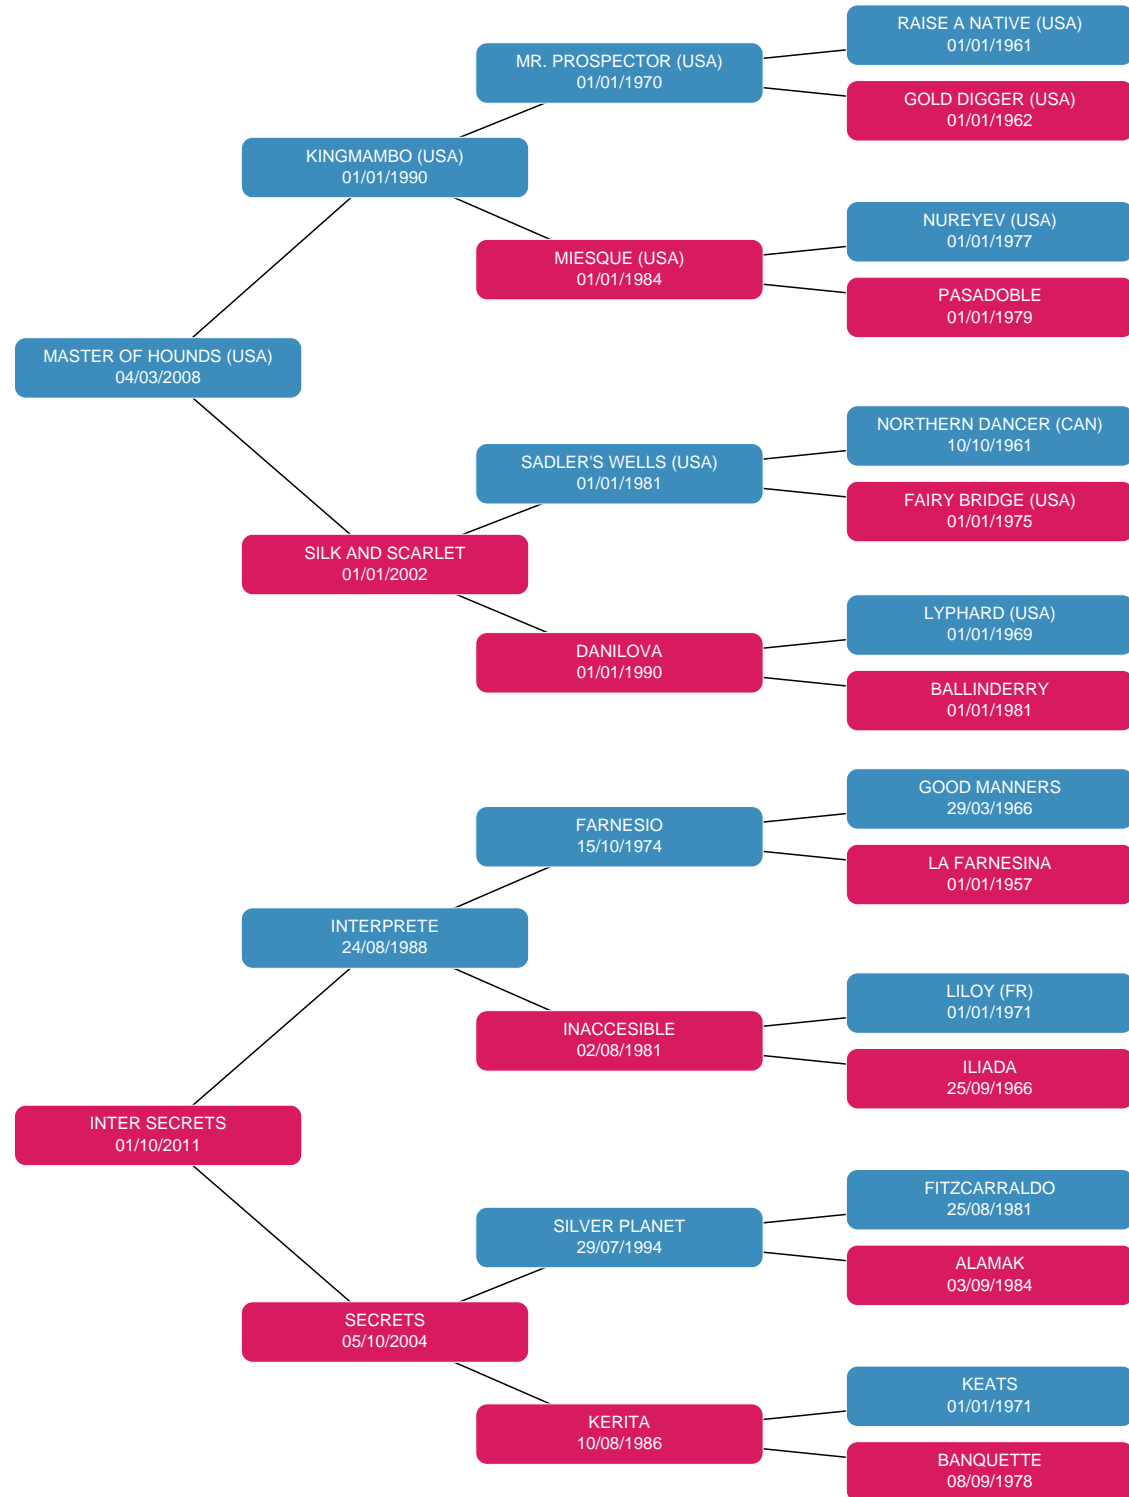 RAISE A NATIVE (USA)
01/01/1961
MR. PROSPECTOR (USA)
01/01/1970
GOLD DIGGER (USA)
01/01/1962
KINGMAMBO (USA)
01/01/1990
NUREYEV (USA)
01/01/1977
MIESQUE (USA)
01/01/1984
PASADOBLE
01/01/1979
MASTER OF HOUNDS (USA)
04/03/2008
NORTHERN DANCER (CAN)
10/10/1961
SADLER'S WELLS (USA)
01/01/1981
FAIRY BRIDGE (USA)
01/01/1975
SILK AND SCARLET
01/01/2002
LYPHARD (USA)
01/01/1969
DANILOVA
01/01/1990
BALLINDERRY
01/01/1981
GOOD MANNERS
29/03/1966
FARNESIO
15/10/1974
LA FARNESINA
01/01/1957
INTERPRETE
24/08/1988
LILOY (FR)
01/01/1971
INACCESIBLE
02/08/1981
ILIADA
25/09/1966
INTER SECRETS
01/10/2011
FITZCARRALDO
25/08/1981
SILVER PLANET
29/07/1994
ALAMAK
03/09/1984
SECRETS
05/10/2004
KEATS
01/01/1971
KERITA
10/08/1986
BANQUETTE
08/09/1978